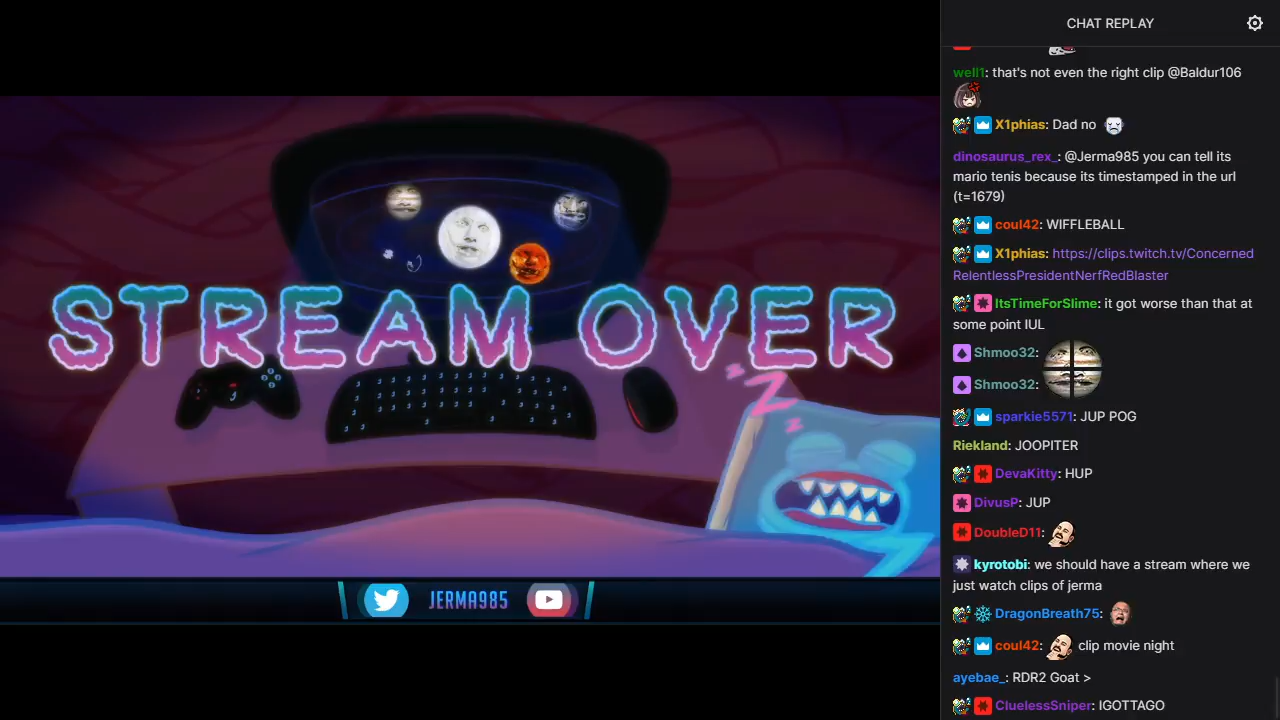 STREAM OVER
Z
Z
Z
JERMA985
CHAT REPLAY
well1: that's not even the right clip @Baldur106
X1phias: Dad no
dinosaurus_rex_: @Jerma985 you can tell its
mario tenis because its timestamped in the url
(t=1679)
coul42: WIFFLEBALL
X1phias: https://clips.twitch.tv/Concerned
RelentlessPresidentNerfRedBlaster
ItsTimeForSlime: it got worse than that at
some point IUL
Shmoo32:
Shmoo32:
sparkie5571: JUP POG
Riekland: JOOPITER
DevaKitty: HUP
DivusP: JUP
DoubleD11:
kyrotobi: we should have a stream where we
just watch clips of jerma
DragonBreath75:
coul42: clip movie night
ayebae_: RDR2 Goat >
CluelessSniper: IGOTTAGO